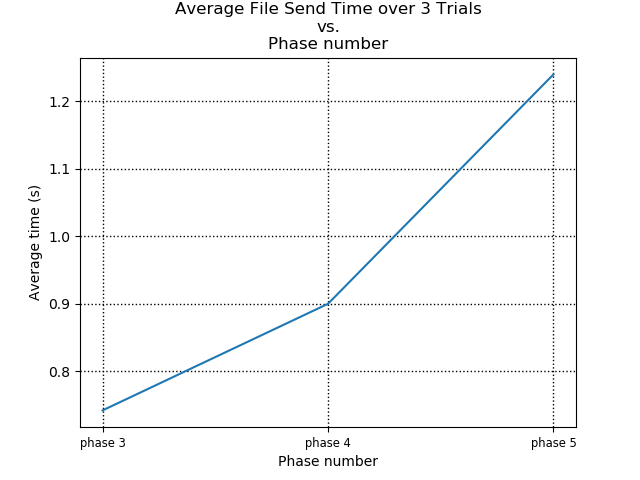 Average File Send Time over 3 Trials
vs.
Phase number
1.2
1.1
1.0
0.9
0.8
Average time (s)
phase 3 phase 4 phase 5
Phase number